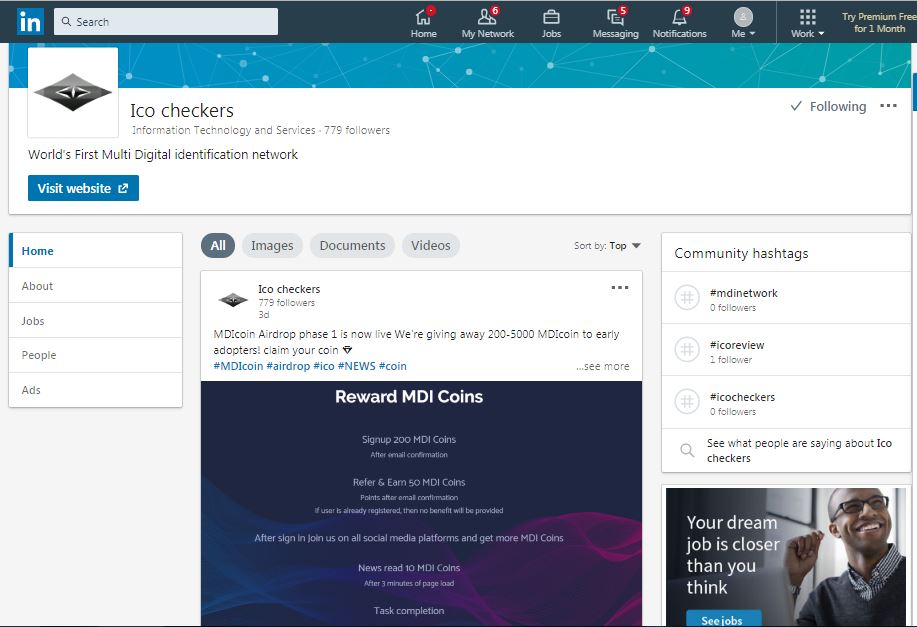 in
Search
Home
6
My Network
Jobs
5
Messaging
9
Notifications
Me
Work
Try Premium Free
for 1 Month
Ico checkers
Information Technology and Services · 779 followers
Following
World's First Multi Digital identification network
Visit website
Home
About
Jobs
People
Ads
All Images Documents Videos
Sort by: Top
Ico checkers
779 followers
3d
MDIcoin Airdrop phase 1 is now live We're giving away 200-5000 MDIcoin to early
adopters! claim your coin
#MDIcoin #airdrop #ico #NEWS #coin
...see more
Reward MDI Coins
Signup 200 MDI Coins
After email confirmation
Refer & Earn 50 MDI Coins
Points after email confirmation
If user is already registered, then no benefit will be provided
After sign in Join us on all social media platforms and get more MDI Coins
News read 10 MDI Coins
After 3 minutes of page load
Task completion
Community hashtags
#mdinetwork
0 followers
#icoreview
1 follower
#icocheckers
0 followers
See what people are saying about Ico
checkers
Your dream
job is closer
than you
think
See jobs